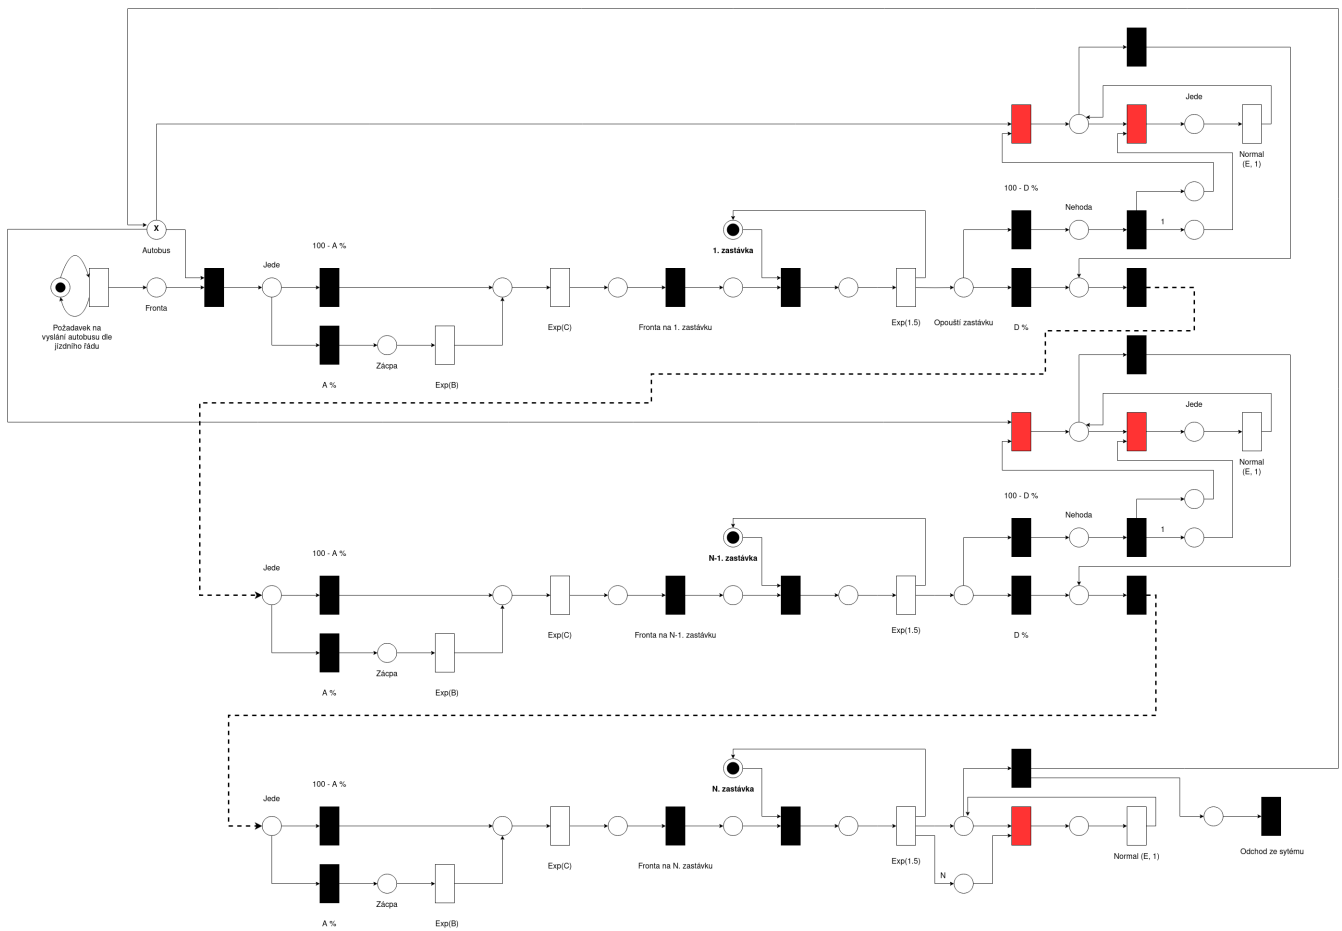 Jede
Normal
(E, 1)
100 - D %
Nehoda
1
X
Autobus
100 - A %
Jede
1. zastávka
Fronta
Požadavek na
vyslání autobusu dle
jízdního řádu
Exp(C)
Fronta na 1. zastávku
Exp(1.5)
Opouští zastávku
D %
Zácpa
A %
Exp(B)
Jede
Normal
(E, 1)
100 - D %
Nehoda
1
100 - A %
Jede
N-1. zastávka
Exp(C)
Fronta na N-1. zastávku
Exp(1.5)
D %
Zácpa
A %
Exp(B)
100 - A %
Jede
N. zastávka
Exp(C)
Fronta na N. zastávku
Exp(1.5)
Normal (E, 1)
Odchod ze sytému
N
Zácpa
A %
Exp(B)